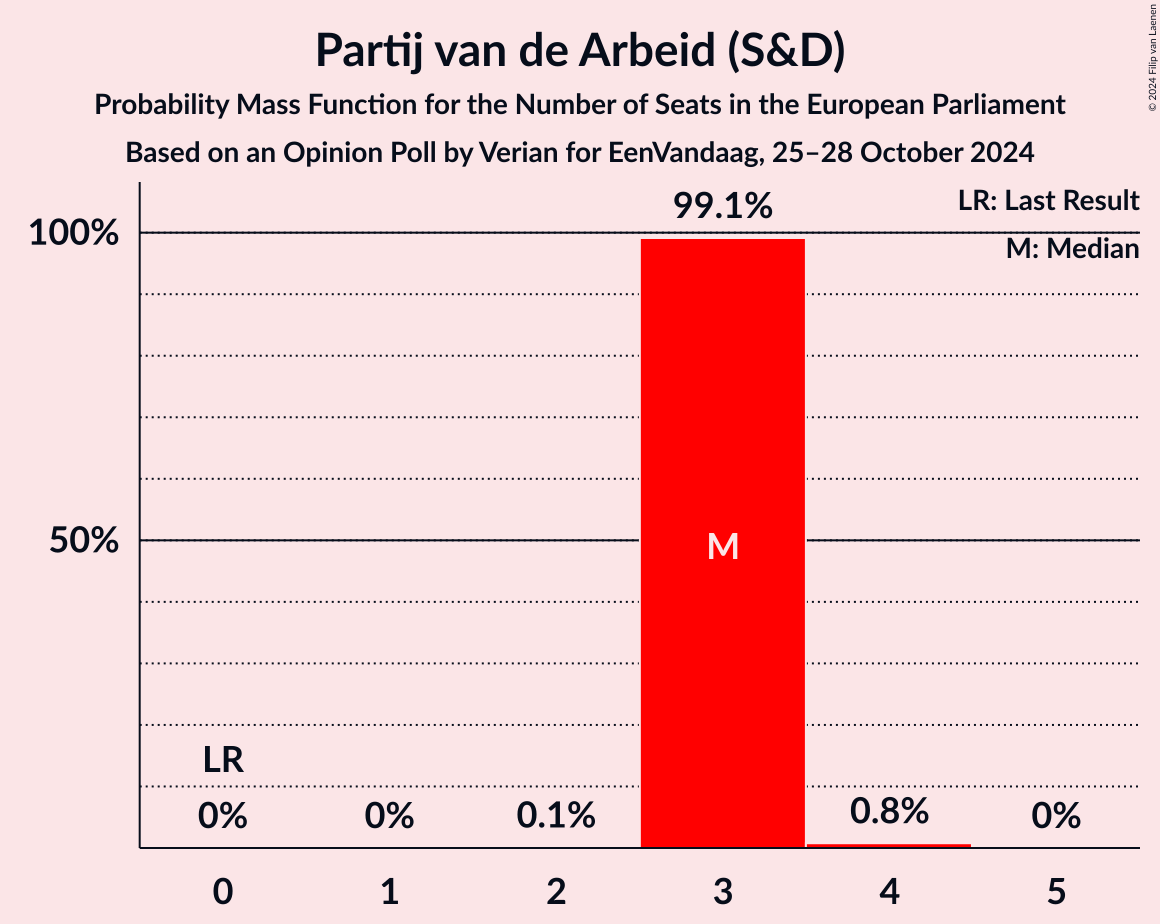 Partij van de Arbeid (S&D)
Probability Mass Function for the Number of Seats in the European Parliament
Based on an Opinion Poll by Verian for EenVandaag, 25–28 October 2024
© 2024 Filip van Laenen
LR: Last Result
M: Median
99.1%
100%
50%
M
LR
0%
0%
0.1%
0.8%
0%
0
1
2
3
4
5